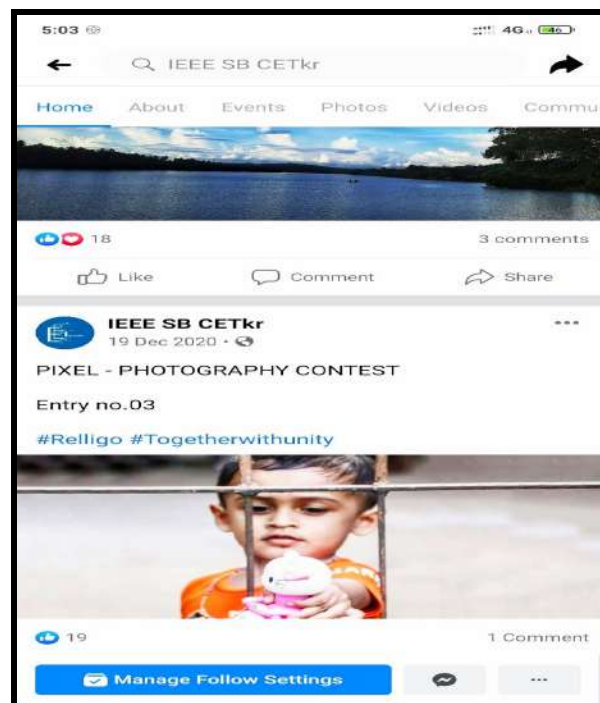 5:03
4G 46
IEEE SB CETkr
Home About Events Photos Videos Commu
18 3 comments
Like Comment Share
IEEE SB CETkr
19 Dec 2020 ·
PIXEL - PHOTOGRAPHY CONTEST
Entry no.03
#Relligo #Togetherwithunity
19 1 Comment
Manage Follow Settings